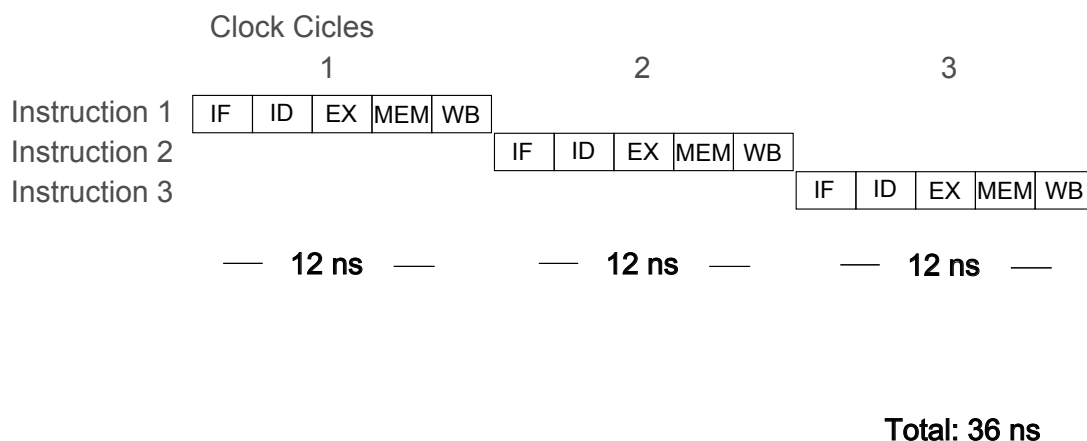 Clock Cicles
1 2 3
Instruction 1 IF ID EX MEM WB
Instruction 2 IF ID EX MEM WB
Instruction 3 IF ID EX MEM WB
12 ns 12 ns 12 ns
Total: 36 ns